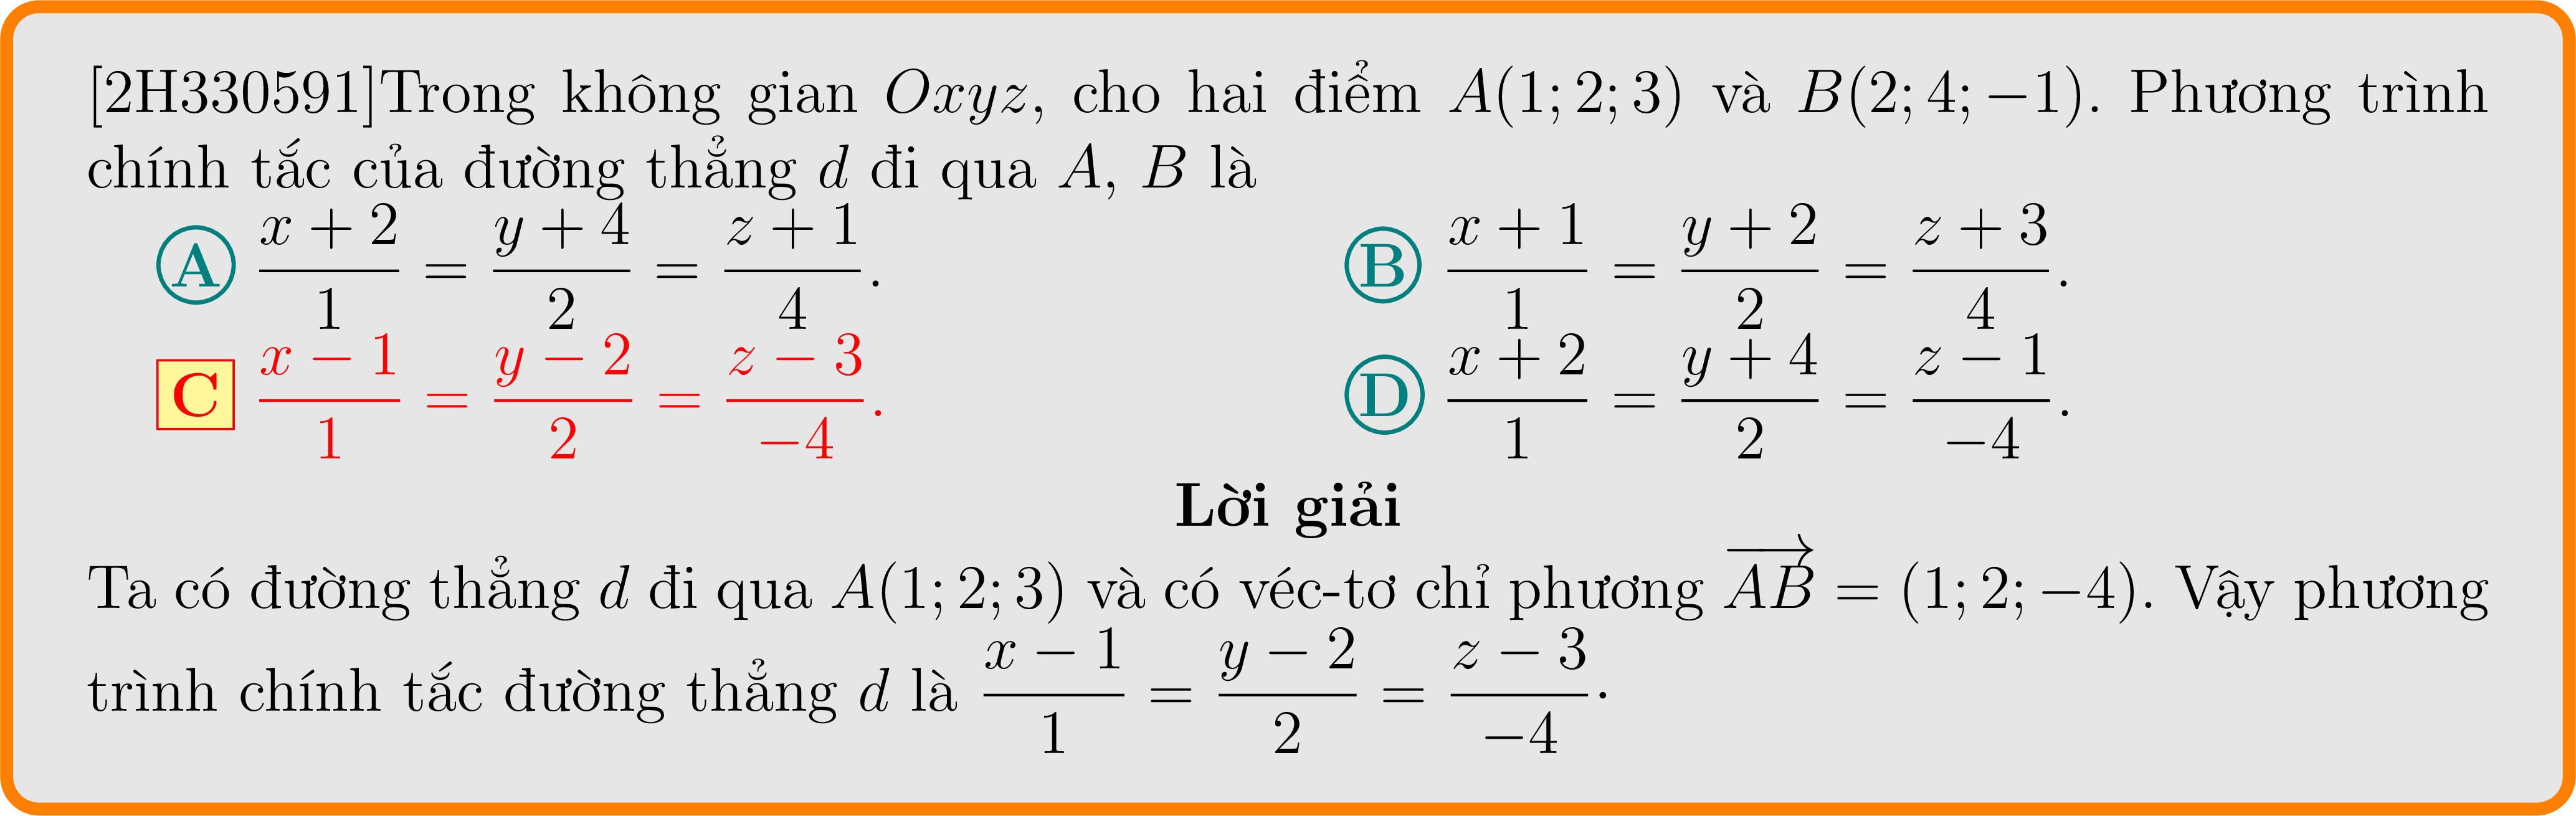 [2H330591]Trong không gian Oxyz, cho hai điểm A(1; 2; 3) và B(2; 4; −1). Phương trình
chính tắc của đường thẳng d đi qua A, B là
A \frac{x + 2}{1} = \frac{y + 4}{2} = \frac{z + 1}{4}. B \frac{x + 1}{1} = \frac{y + 2}{2} = \frac{z + 3}{4}.
C \frac{x − 1}{1} = \frac{y − 2}{2} = \frac{z − 3}{−4}. D \frac{x + 2}{1} = \frac{y + 4}{2} = \frac{z − 1}{−4}.
Lời giải
Ta có đường thẳng d đi qua A(1; 2; 3) và có véc-tơ chỉ phương \overrightarrow{AB} = (1; 2; −4). Vậy phương
trình chính tắc đường thẳng d là \frac{x − 1}{1} = \frac{y − 2}{2} = \frac{z − 3}{−4}·